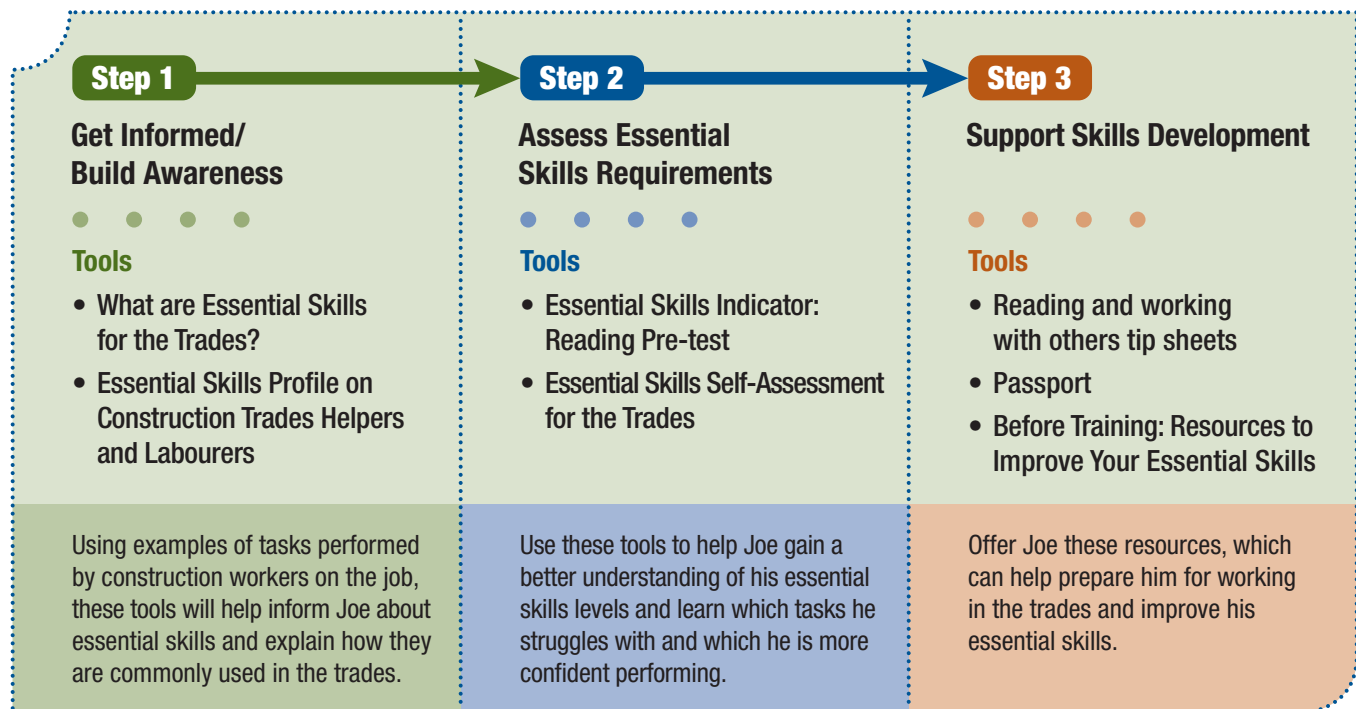 Step 1
Get Informed/
Build Awareness
Tools
• What are Essential Skills
for the Trades?
• Essential Skills Profile on
Construction Trades Helpers
and Labourers
Using examples of tasks performed
by construction workers on the job,
these tools will help inform Joe about
essential skills and explain how they
are commonly used in the trades.
Step 2
Assess Essential
Skills Requirements
Tools
• Essential Skills Indicator:
Reading Pre-test
• Essential Skills Self-Assessment
for the Trades
Use these tools to help Joe gain a
better understanding of his essential
skills levels and learn which tasks he
struggles with and which he is more
confident performing.
Step 3
Support Skills Development
Tools
• Reading and working
with others tip sheets
• Passport
• Before Training: Resources to
Improve Your Essential Skills
Offer Joe these resources, which
can help prepare him for working
in the trades and improve his
essential skills.